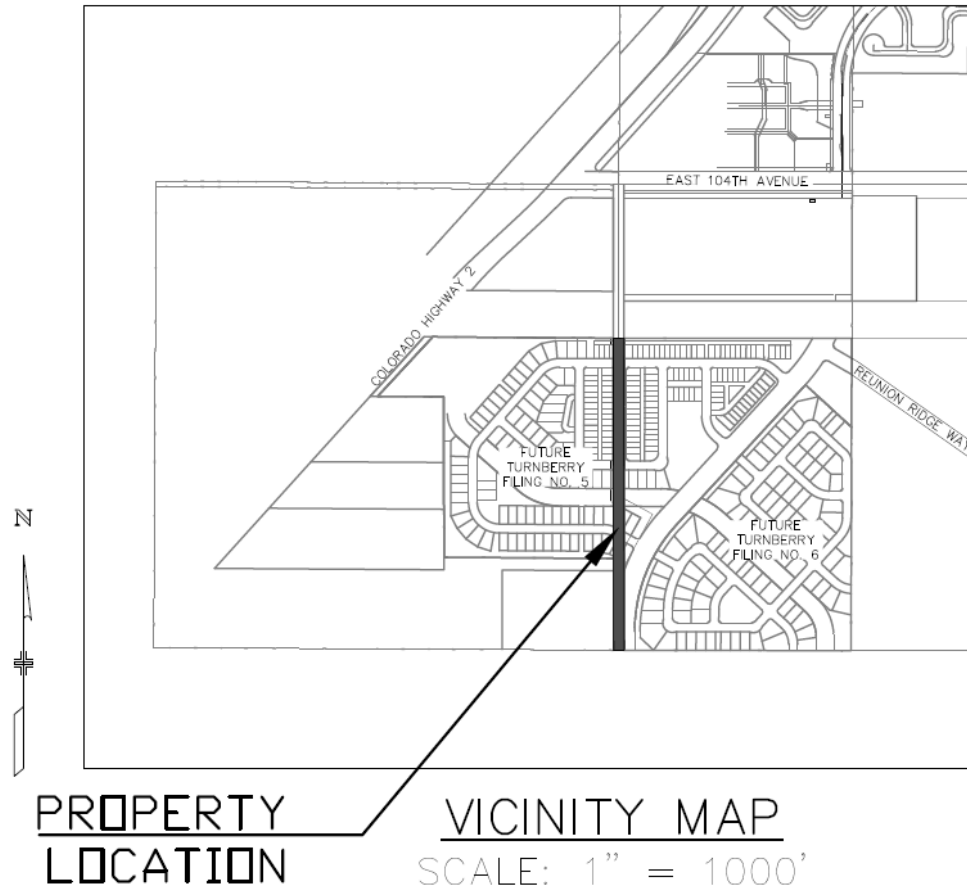 EAST 104TH AVENUE
COLORADO HIGHWAY 2
REUNION RIDGE WAY
FUTURE
TURNBERRY
FILING NO. 5
FUTURE
TURNBERRY
FILING NO. 6
N
PROPERTY
LOCATION
VICINITY MAP
SCALE: 1" = 1000'